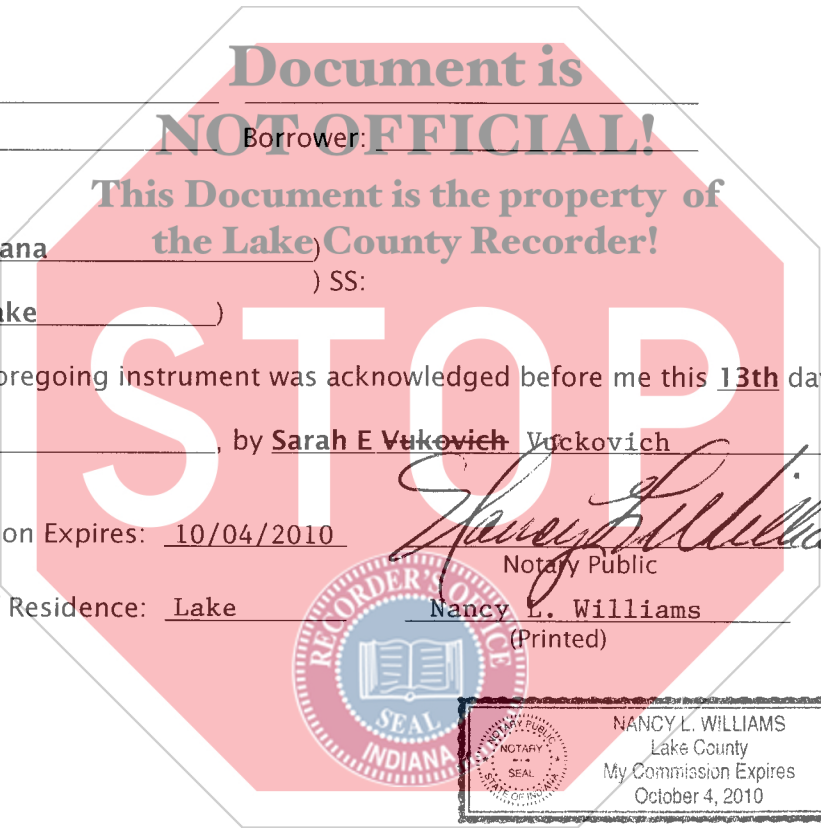 Document is
NOT OFFICIAL!
Borrower:
This Document is the property of
the Lake County Recorder!
ana )
) SS:
ake )
STOP
oregoing instrument was acknowledged before me this 13th da
, by Sarah E Vukovich Vuckovich
on Expires: 10/04/2010
Nancy L. Willia
Notary Public
Residence: Lake
Nancy L. Williams
(Printed)
RECORDER'S OFFICE
SEAL
INDIANA
NOTARY PUBLIC
NOTARY
SEAL
STATE OF INDIANA
NANCY L. WILLIAMS
Lake County
My Commission Expires
October 4, 2010